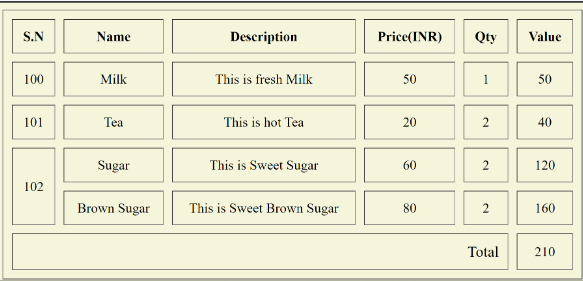 S.N Name Description Price(INR) Qty Value
100 Milk This is fresh Milk 50 1 50
101 Tea This is hot Tea 20 2 40
102 Sugar This is Sweet Sugar 60 2 120
Brown Sugar This is Sweet Brown Sugar 80 2 160
Total 210